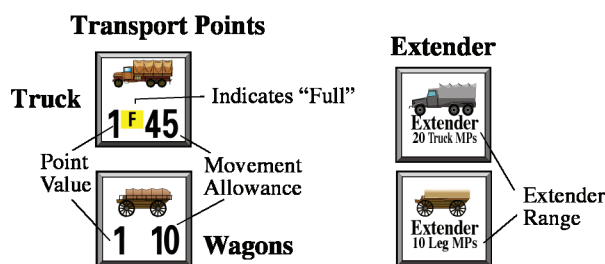 Transport Points
Truck
1 F 45
Indicates “Full”
Point
Value
Movement
Allowance
1 10
Wagons
Extender
Extender
20 Truck MPs
Extender
10 Leg MPs
Extender
Range